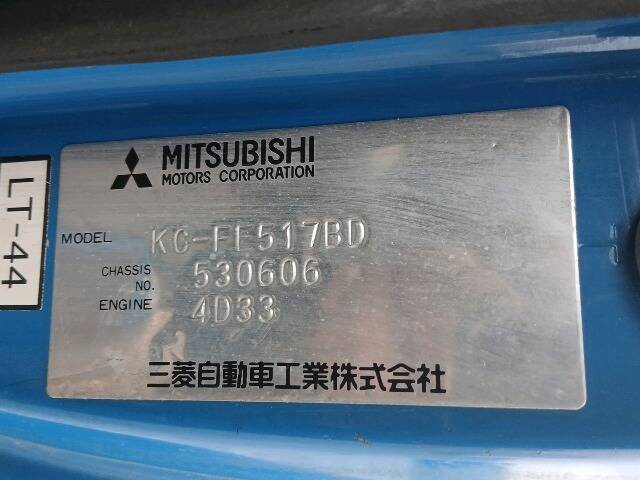 MITSUBISHI
MOTORS CORPORATION
MODEL KC-FE517BD
CHASSIS NO. 530606
ENGINE 4D33
三菱自動車工業株式会社
LT-44